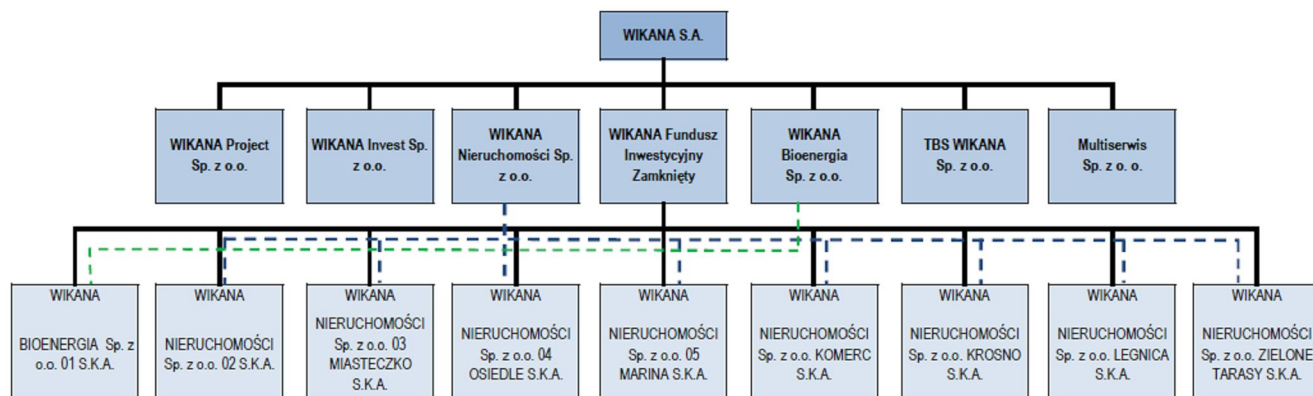 WIKANA S.A.
WIKANA Project
Sp. z o.o.
WIKANA Invest Sp.
z o.o.
WIKANA
Nieruchomości Sp.
z o.o.
WIKANA Fundusz
Inwestycyjny
Zamknięty
WIKANA
Bioenergia
Sp. z o.o.
TBS WIKANA
Sp. z o.o.
Multiserwis
Sp. z o. o.
WIKANA
BIOENERGIA Sp. z
o.o. 01 S.K.A.
WIKANA
NIERUCHOMOŚCI
Sp. z o.o. 02 S.K.A.
WIKANA
NIERUCHOMOŚCI
Sp. z o.o. 03
MIASTECZKO
S.K.A.
WIKANA
NIERUCHOMOŚCI
Sp. z o.o. 04
OSIEDLE S.K.A.
WIKANA
NIERUCHOMOŚCI
Sp. z o.o. 05
MARINA S.K.A.
WIKANA
NIERUCHOMOŚCI
Sp. z o.o. KOMERC
S.K.A.
WIKANA
NIERUCHOMOŚCI
Sp. z o.o. KROSNO
S.K.A.
WIKANA
NIERUCHOMOŚCI
Sp. z o.o. LEGNICA
S.K.A.
WIKANA
NIERUCHOMOŚCI
Sp. z o.o. ZIELONE
TARASY S.K.A.